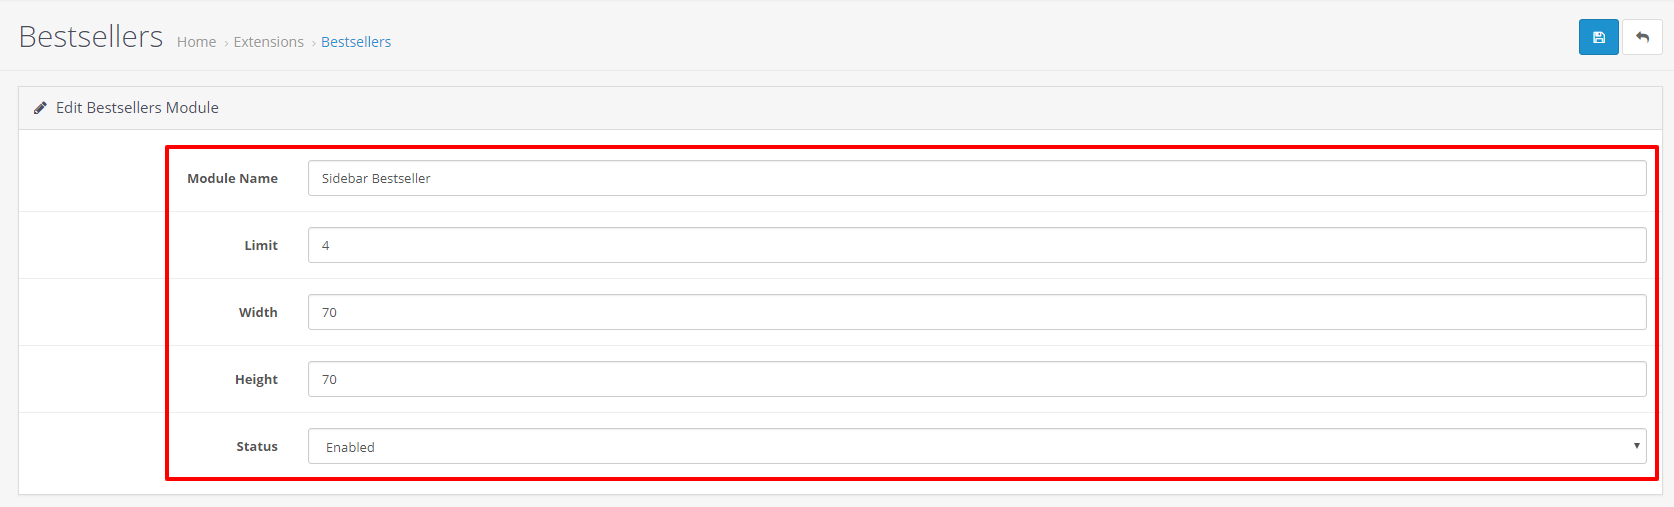 Bestsellers Home › Extensions › Bestsellers
Edit Bestsellers Module
Module Name Sidebar Bestseller
Limit 4
Width 70
Height 70
Status Enabled